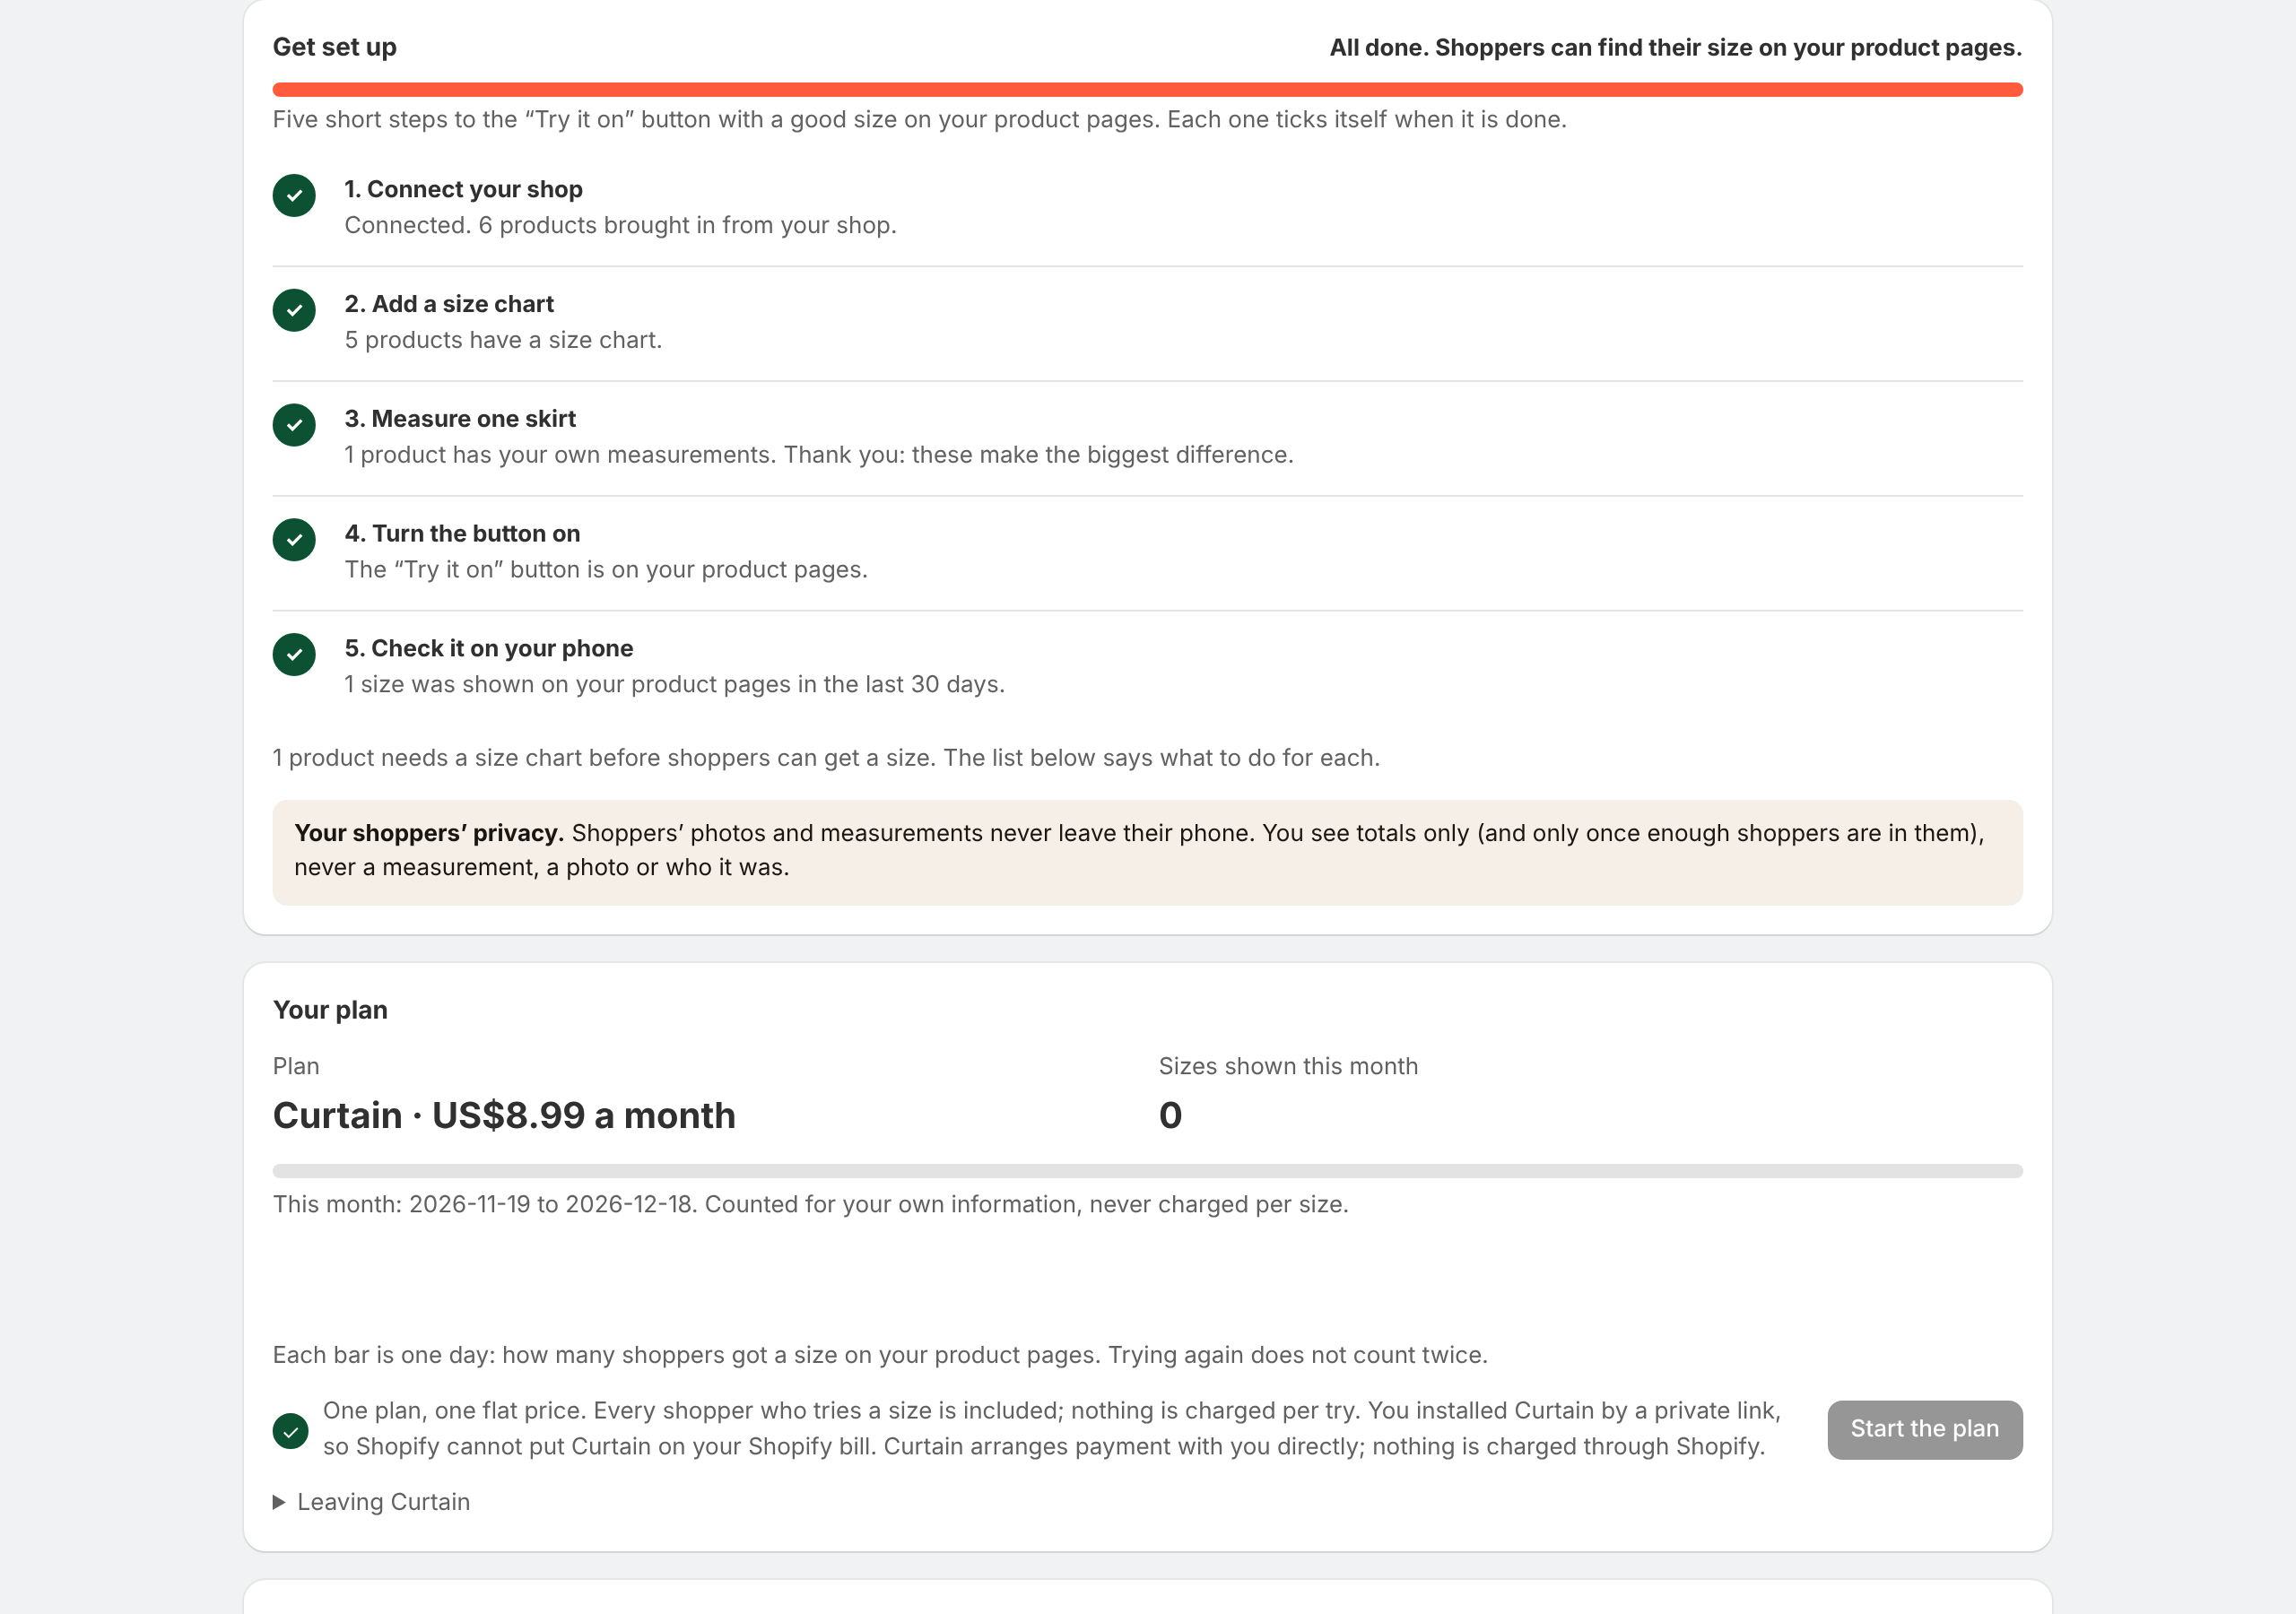 Get set up
All done. Shoppers can find their size on your product pages.
Five short steps to the “Try it on” button with a good size on your product pages. Each one ticks itself when it is done.
1. Connect your shop
Connected. 6 products brought in from your shop.
2. Add a size chart
5 products have a size chart.
3. Measure one skirt
1 product has your own measurements. Thank you: these make the biggest difference.
4. Turn the button on
The “Try it on” button is on your product pages.
5. Check it on your phone
1 size was shown on your product pages in the last 30 days.
1 product needs a size chart before shoppers can get a size. The list below says what to do for each.
Your shoppers’ privacy. Shoppers’ photos and measurements never leave their phone. You see totals only (and only once enough shoppers are in them),
never a measurement, a photo or who it was.
Your plan
Plan
Curtain · US$8.99 a month
Sizes shown this month
0
This month: 2026-11-19 to 2026-12-18. Counted for your own information, never charged per size.
Each bar is one day: how many shoppers got a size on your product pages. Trying again does not count twice.
One plan, one flat price. Every shopper who tries a size is included; nothing is charged per try. You installed Curtain by a private link,
so Shopify cannot put Curtain on your Shopify bill. Curtain arranges payment with you directly; nothing is charged through Shopify.
Start the plan
Leaving Curtain